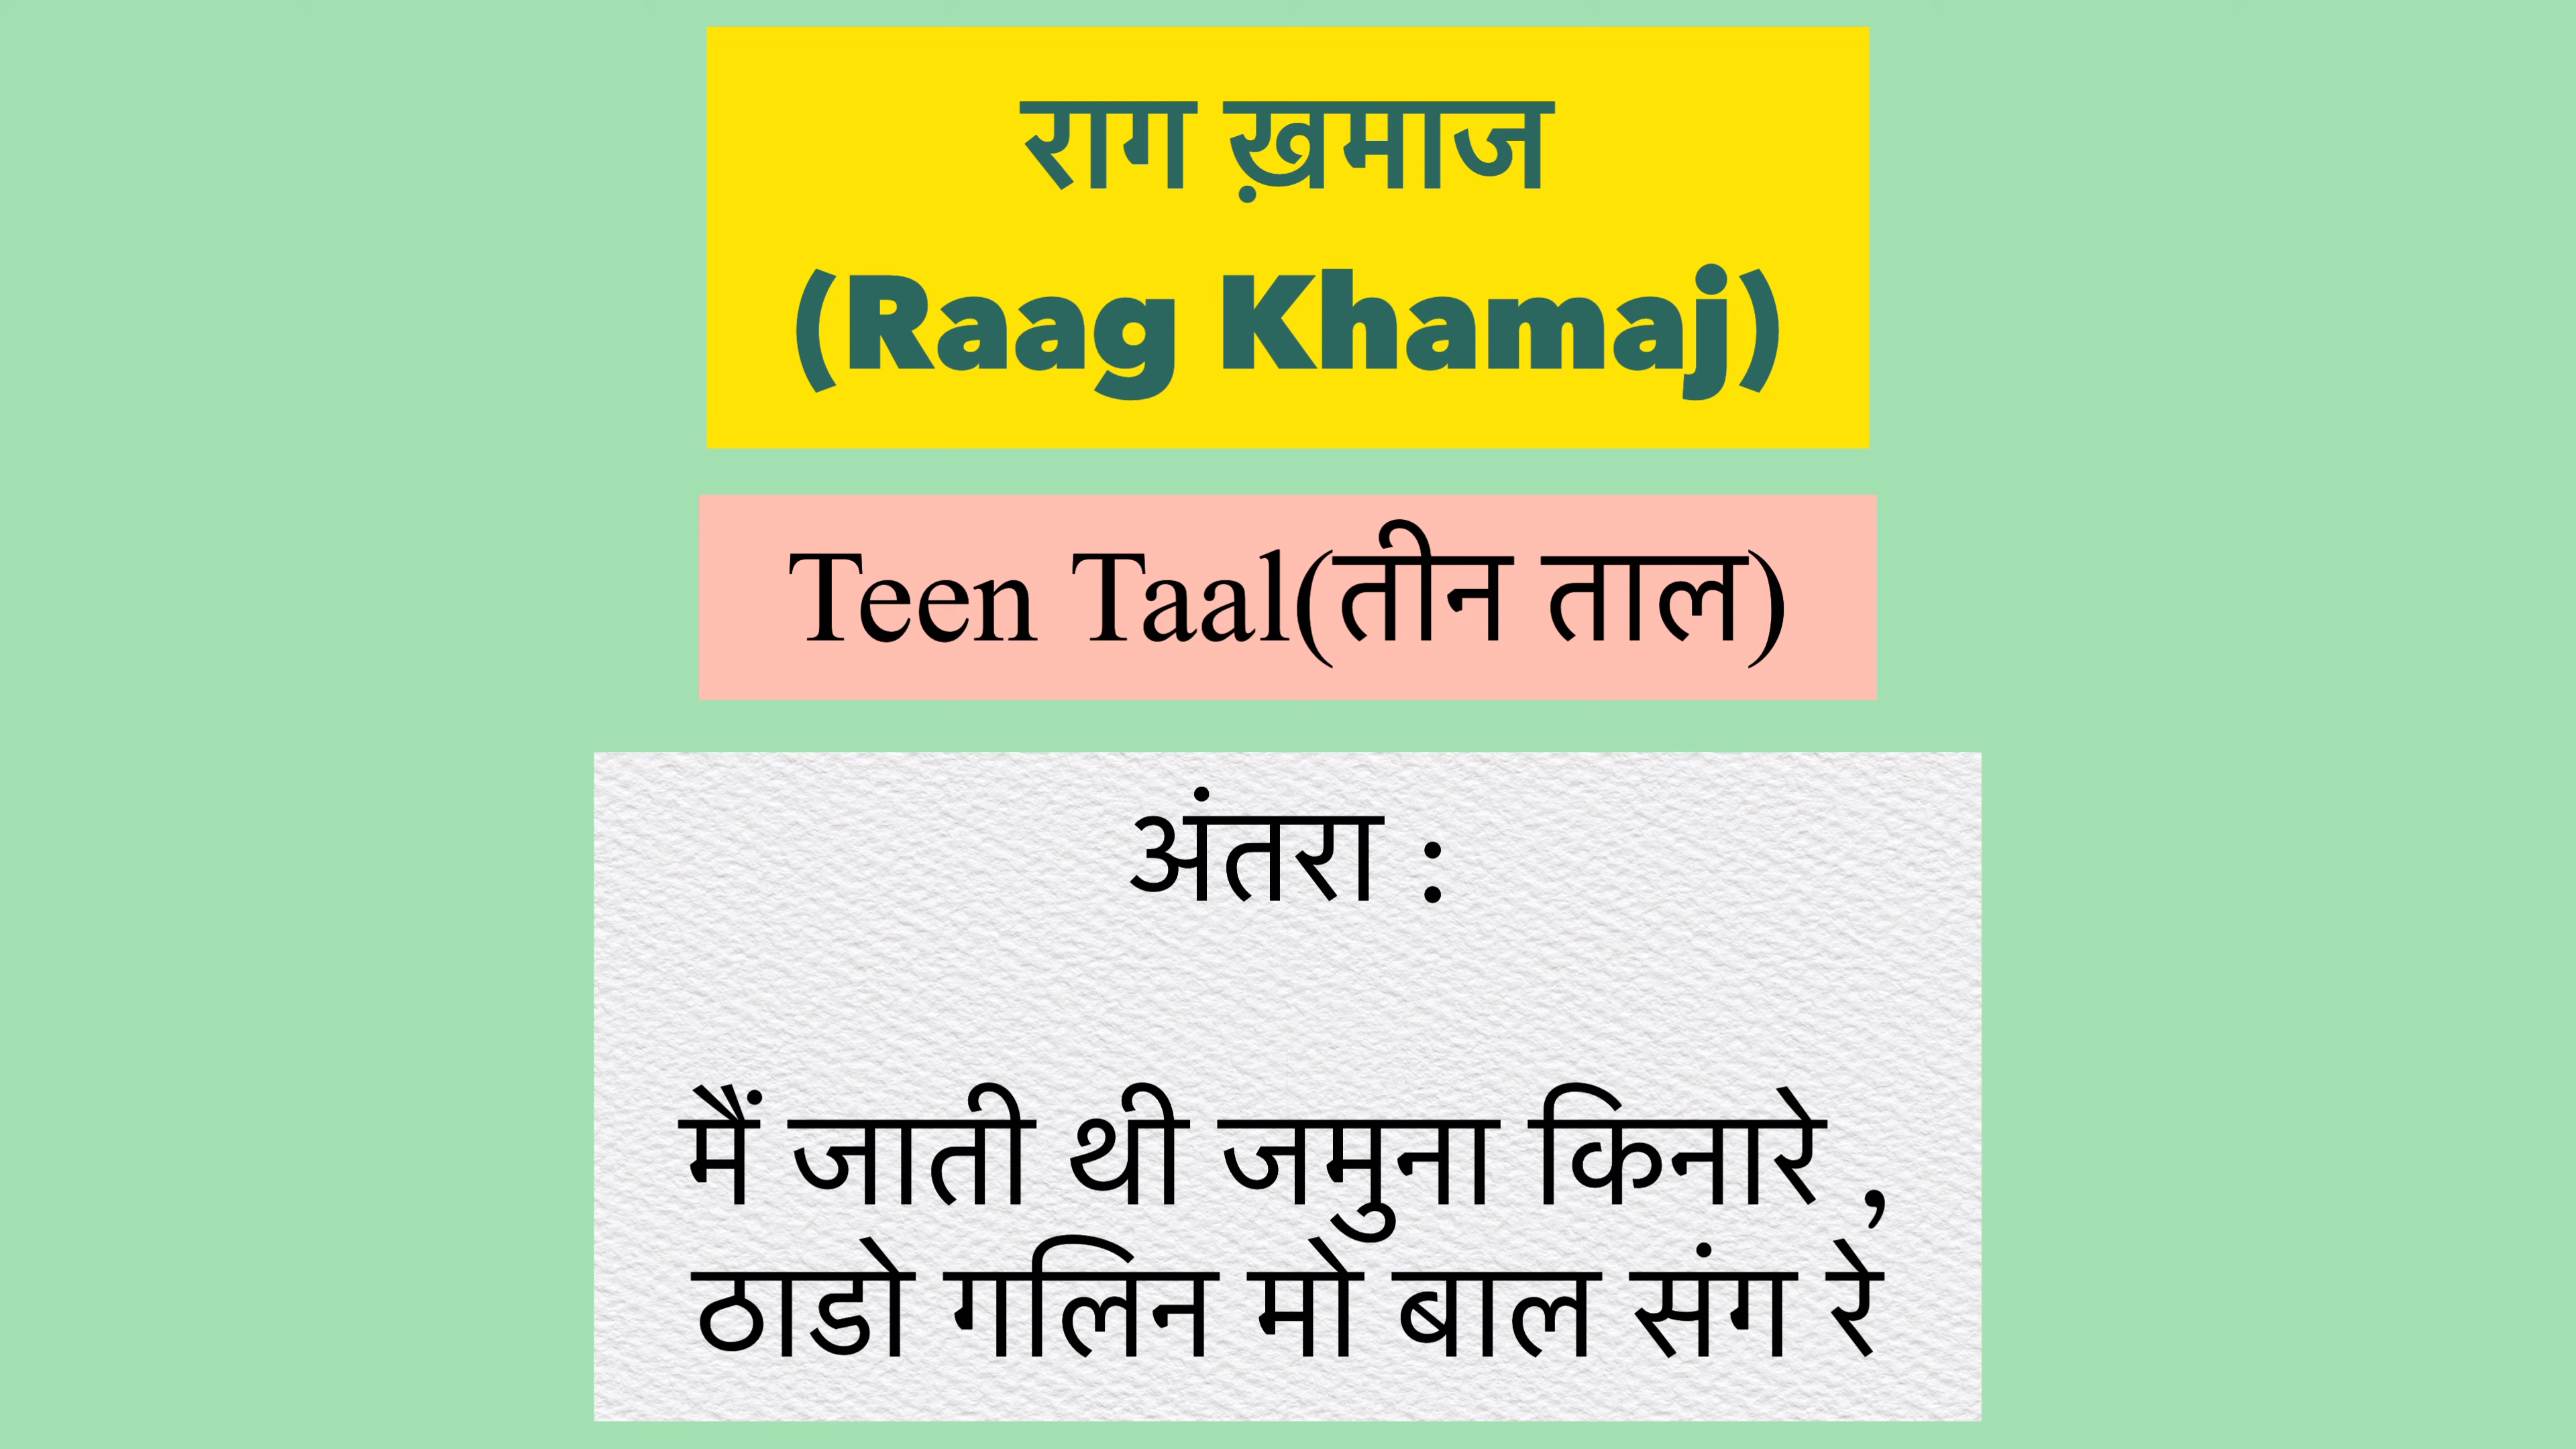 राग ख़माज
(Raag Khamaj)
Teen Taal(तीन ताल)
अंतरा :
मैं जाती थी जमुना किनारे ,
ठाडो गलिन मो बाल संग रे